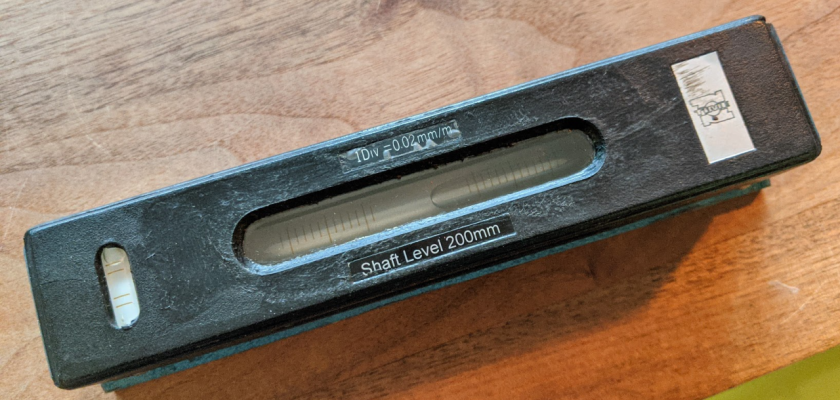 1Div = 0.02mm/m
Shaft Level 200mm